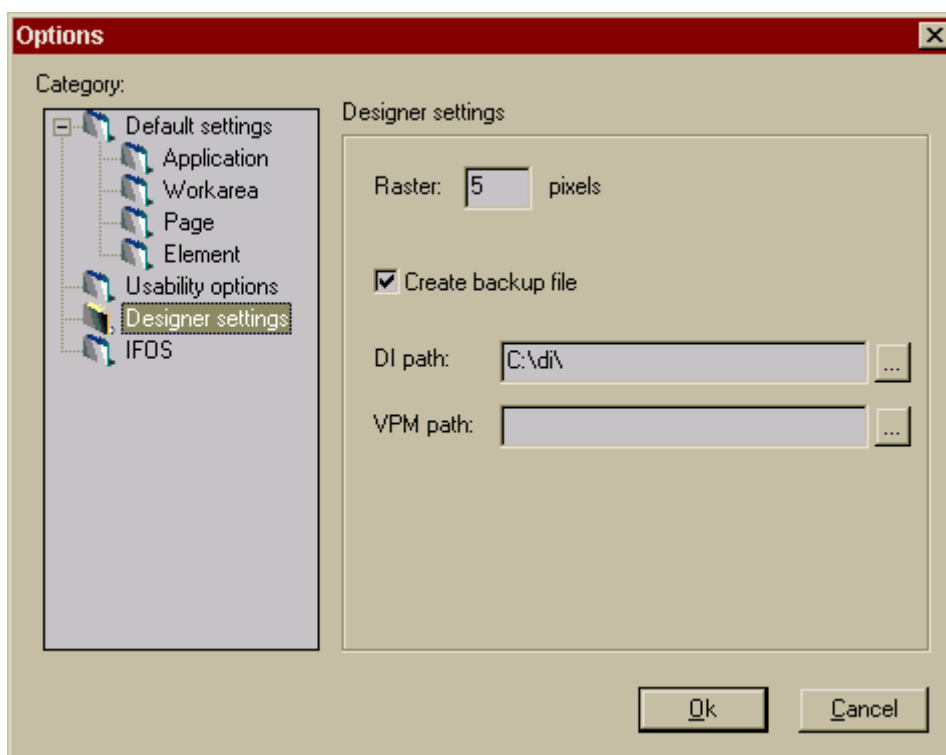 Options
Category:
Default settings
Application
Workarea
Page
Element
Usability options
Designer settings
IFOS
Designer settings
Raster: 5 pixels
Create backup file
DI path: C:\di\ ...
VPM path: ...
Ok Cancel